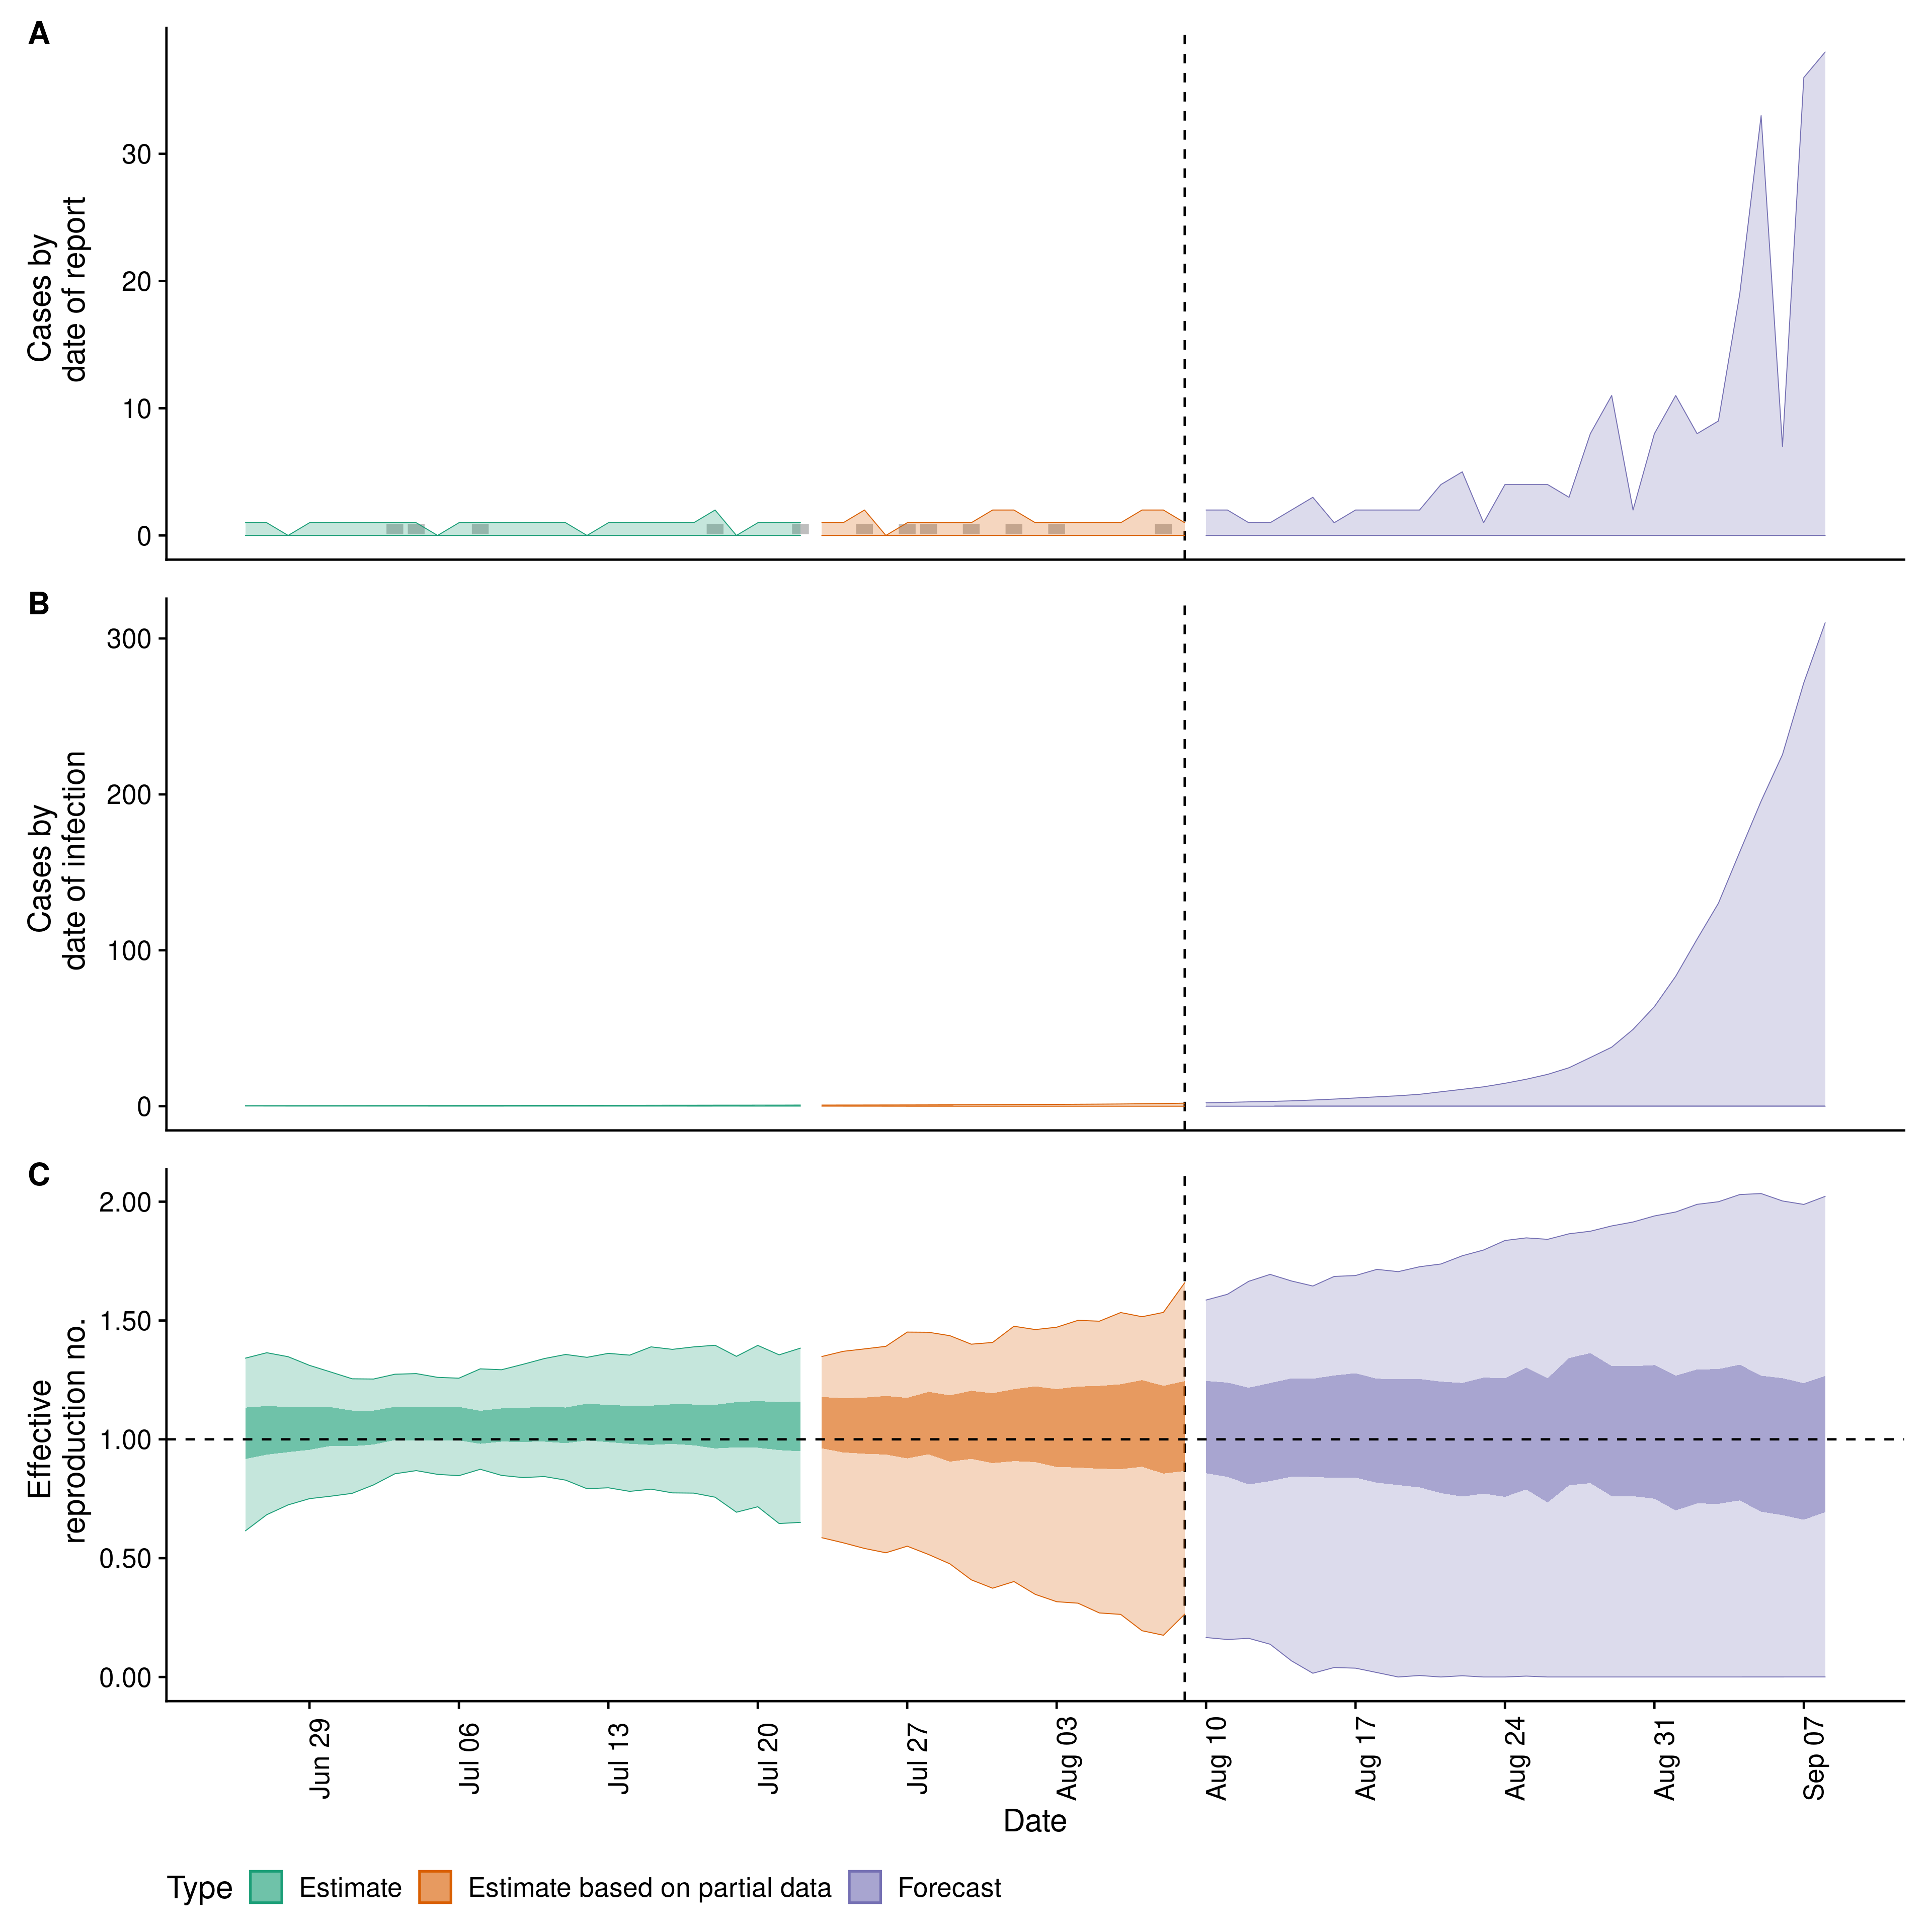 A
Cases by
date of report
30
20
10
0
B
Cases by
date of infection
300
200
100
0
C
Effective
reproduction no.
2.00
1.50
1.00
0.50
0.00
Jun 29
Jul 06
Jul 13
Jul 20
Jul 27
Aug 03
Aug 10
Aug 17
Aug 24
Aug 31
Sep 07
Date
Type Estimate Estimate based on partial data Forecast